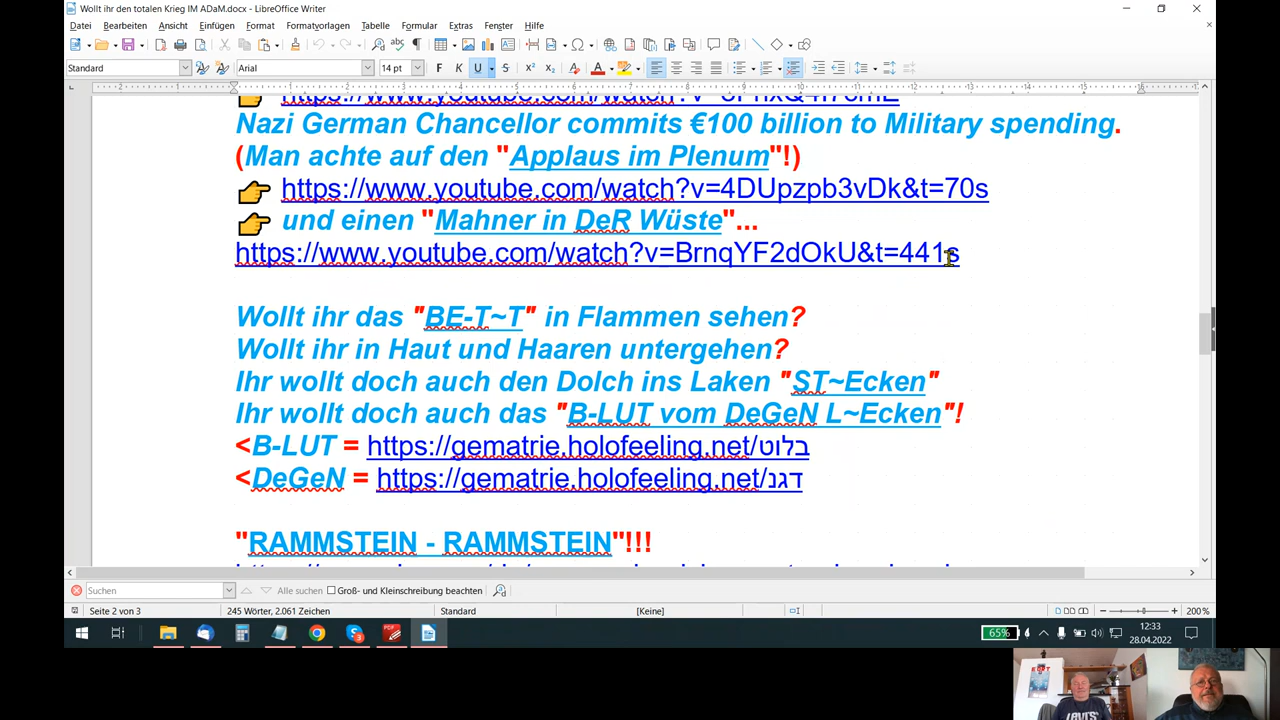 Wollt ihr den totalen Krieg IM ADaM.docx - LibreOffice Writer
Datei Bearbeiten Ansicht Einfügen Format Formatvorlagen Tabelle Formular Extras Fenster Hilfe
Standard Arial 14 pt F K U S
Nazi German Chancellor commits €100 billion to Military spending.
(Man achte auf den "Applaus im Plenum"!)
👉 https://www.youtube.com/watch?v=4DUpzpb3vDk&t=70s
👉 und einen "Mahner in DeR Wüste"...
https://www.youtube.com/watch?v=BrnqYF2dOkU&t=441s
Wollt ihr das "BE-T~T" in Flammen sehen?
Wollt ihr in Haut und Haaren untergehen?
Ihr wollt doch auch den Dolch ins Laken "ST~Ecken"
Ihr wollt doch auch das "B-LUT vom DeGeN L~Ecken"!
<B-LUT = https://gematrie.holofeeling.net/בלוט
<DeGeN = https://gematrie.holofeeling.net/דגנ
"RAMMSTEIN - RAMMSTEIN"!!!
Suchen Alle suchen Groß- und Kleinschreibung beachten
Seite 2 von 3 245 Wörter, 2.061 Zeichen Standard [Keine] 200%
65% 12:33
28.04.2022